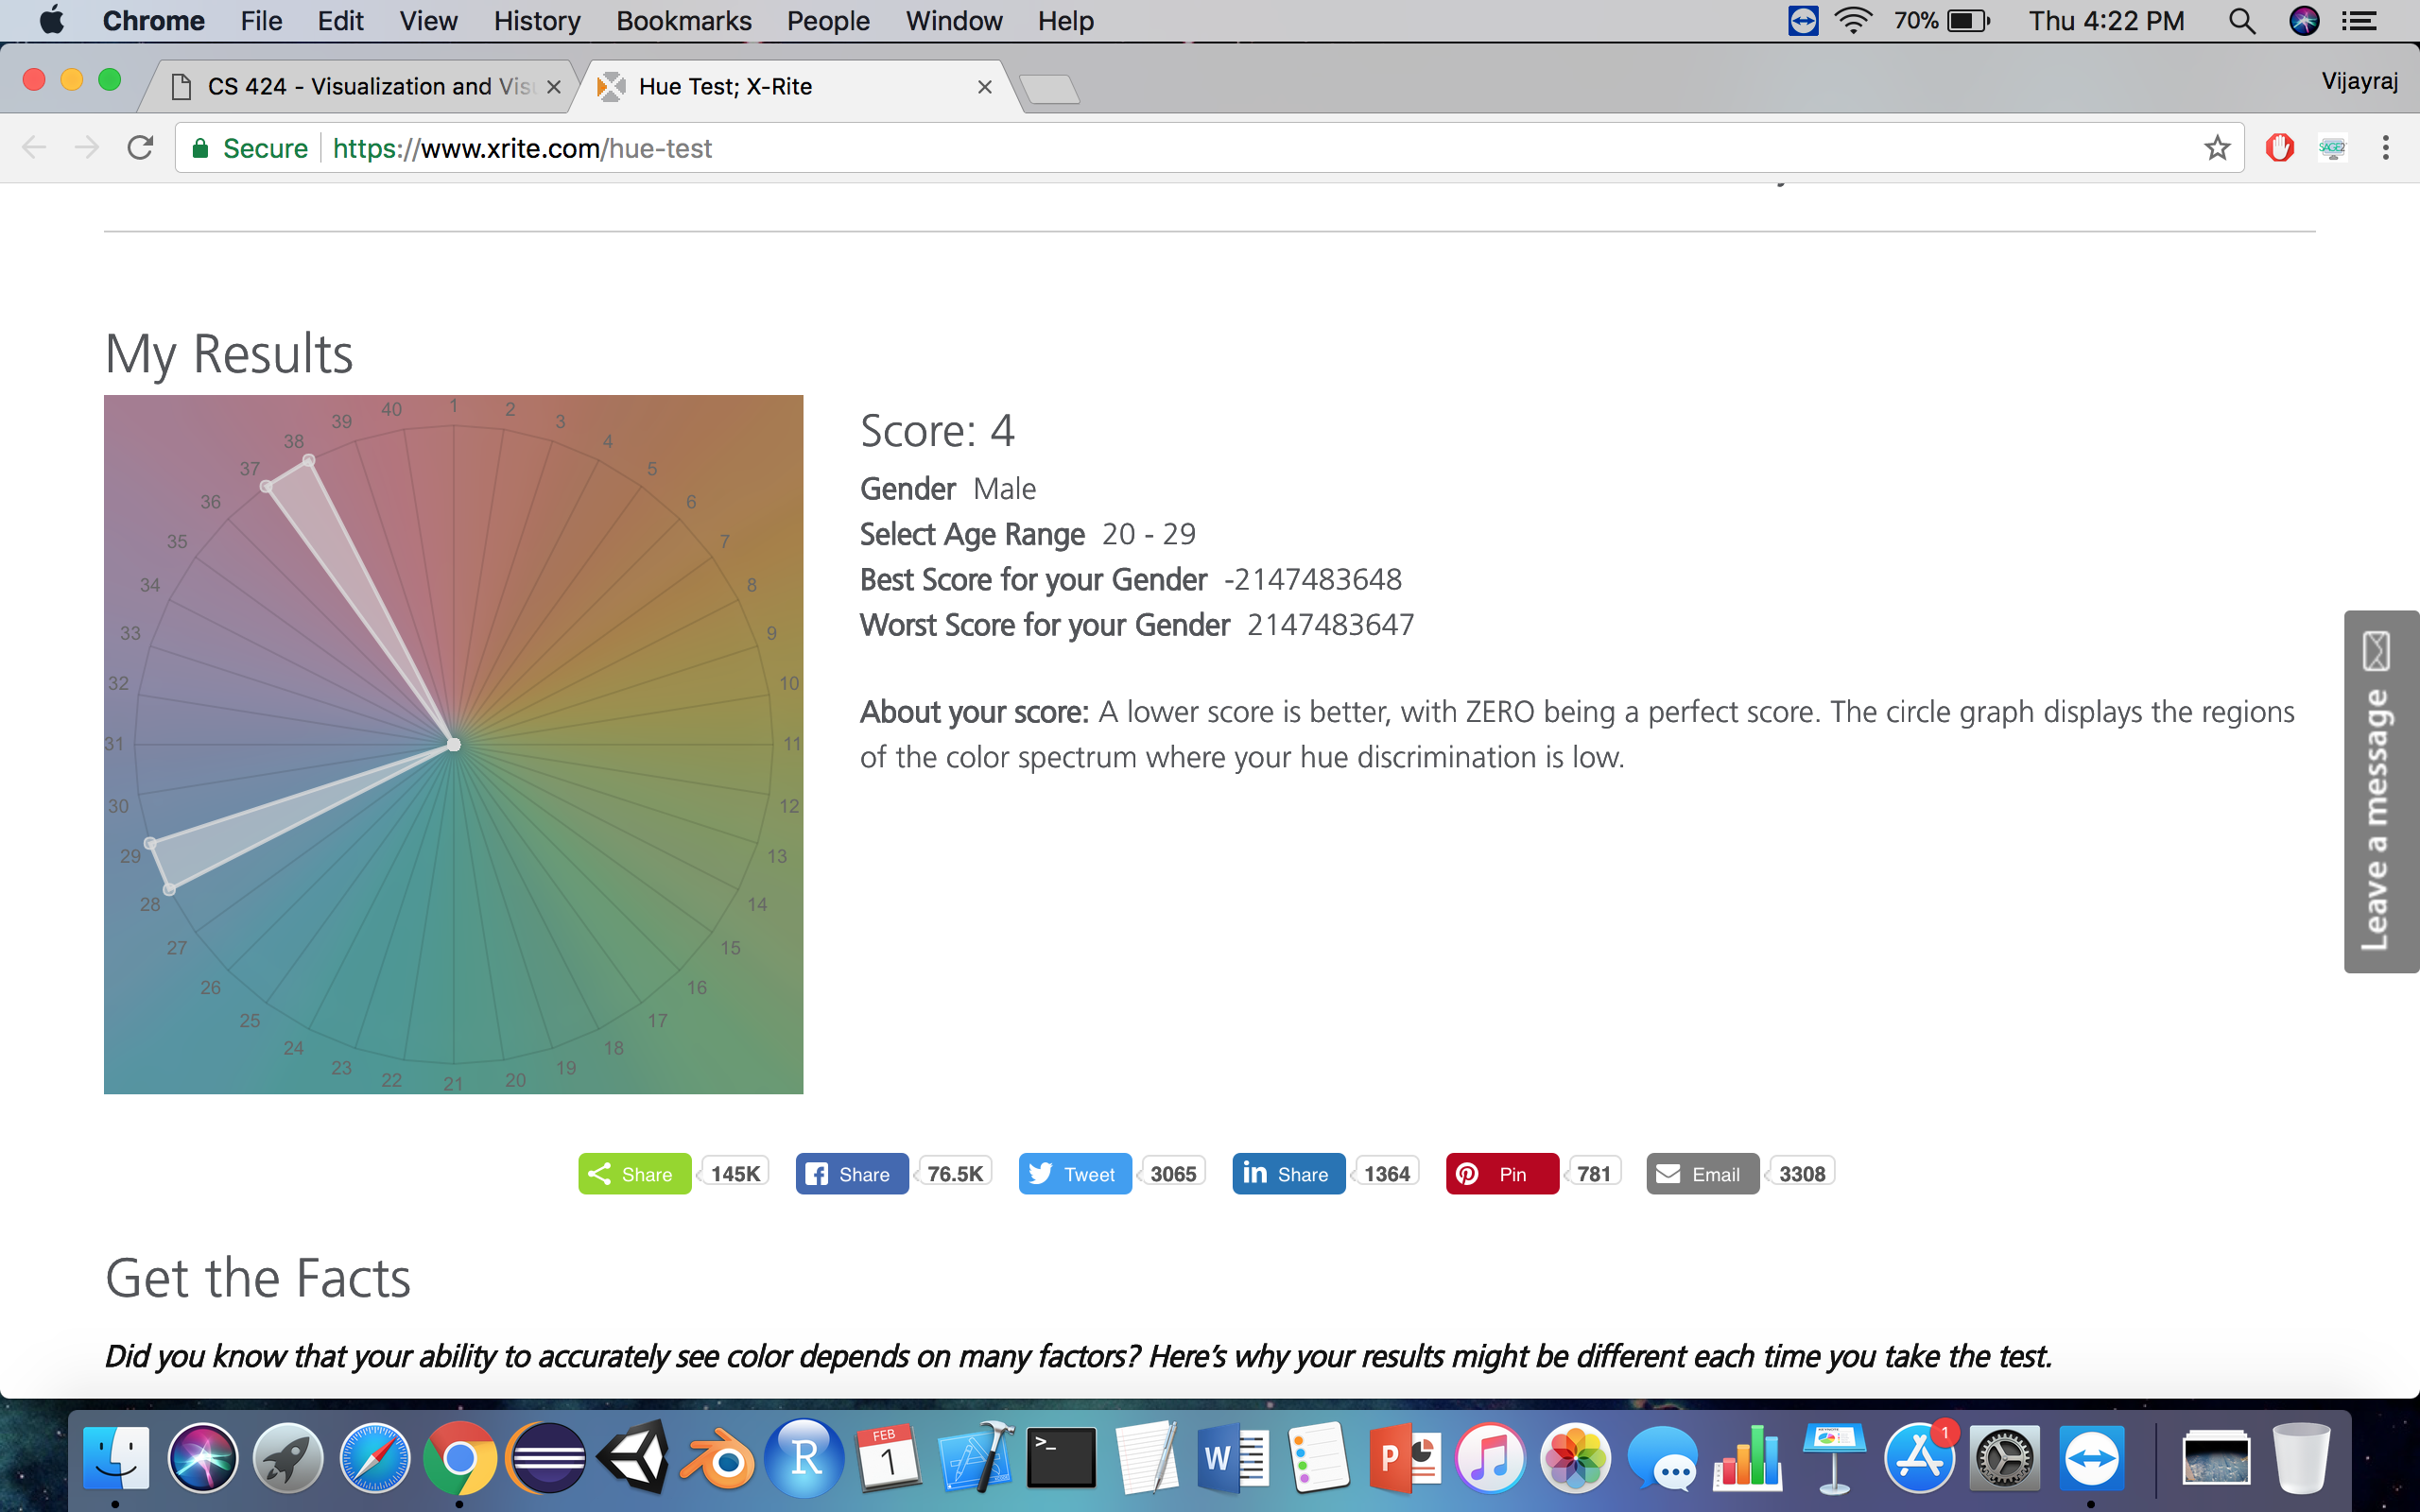 Chrome File Edit View History Bookmarks People Window Help 70% Thu 4:22 PM
CS 424 - Visualization and Vis Hue Test; X-Rite Vijayraj
Secure https://www.xrite.com/hue-test SAGE2
My Results
1 2 3 4 5 6 7 8 9 10 11 12 13 14 15 16 17 18 19 20 21 22 23 24 25 26 27 28 29 30 31 32 33 34 35 36 37 38 39 40
Score: 4
Gender Male
Select Age Range 20 - 29
Best Score for your Gender -2147483648
Worst Score for your Gender 2147483647
About your score: A lower score is better, with ZERO being a perfect score. The circle graph displays the regions
of the color spectrum where your hue discrimination is low.
Leave a message
Share 145K Share 76.5K Tweet 3065 Share 1364 Pin 781 Email 3308
Get the Facts
Did you know that your ability to accurately see color depends on many factors? Here's why your results might be different each time you take the test.
R FEB 1 >_ W P 1